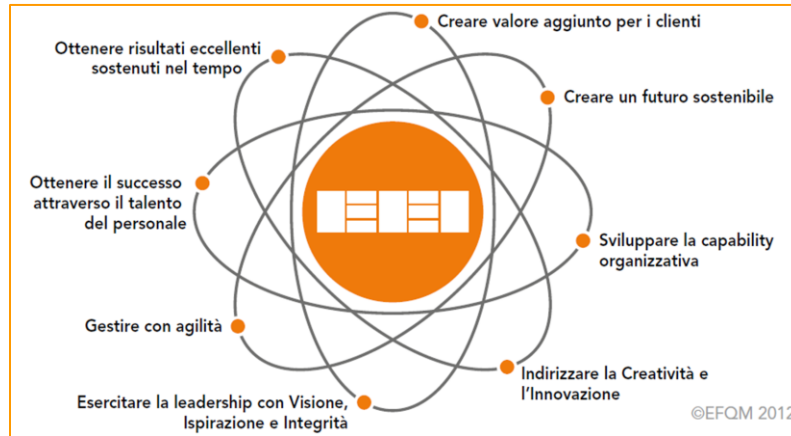 Creare valore aggiunto per i clienti
Ottenere risultati eccellenti
sostenuti nel tempo
Creare un futuro sostenibile
Ottenere il successo
attraverso il talento
del personale
Sviluppare la capability
organizzativa
Gestire con agilità
Indirizzare la Creatività e
l'Innovazione
Esercitare la leadership con Visione,
Ispirazione e Integrità
©EFQM 2012